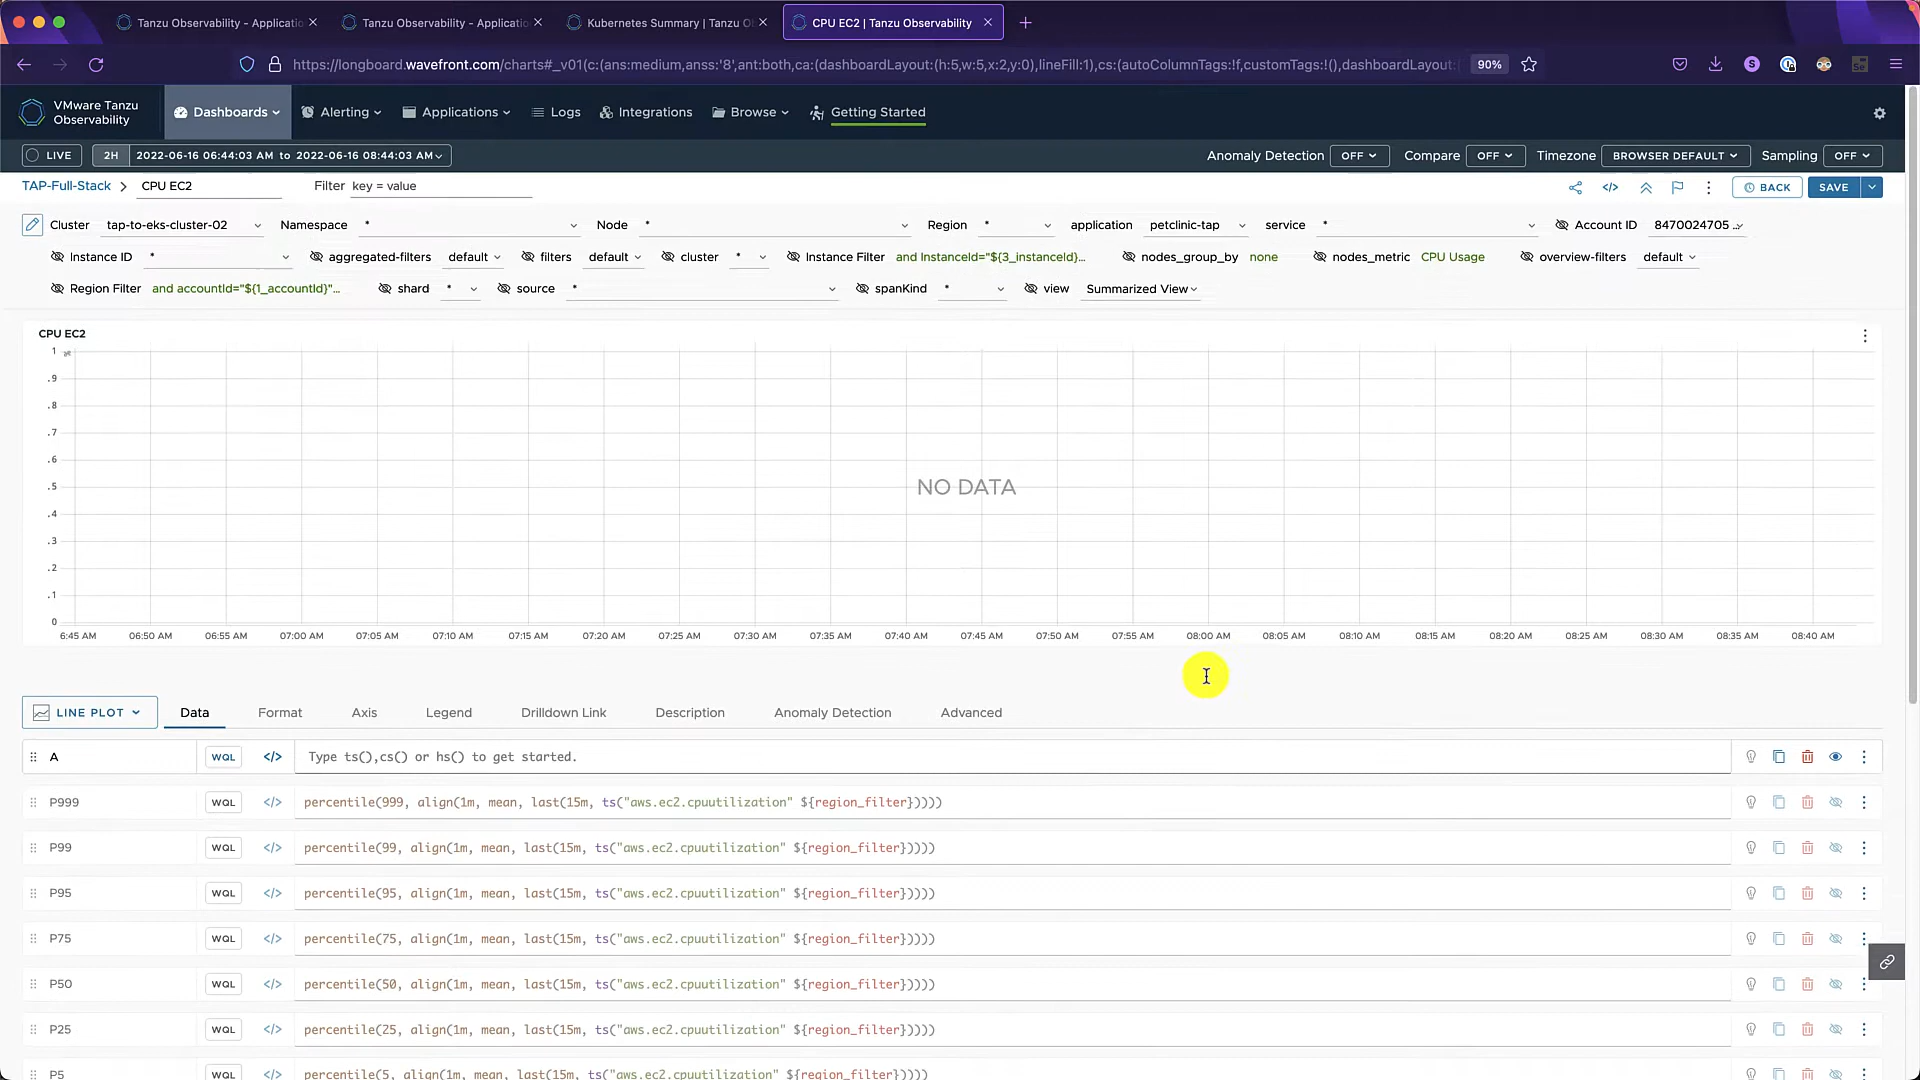 Tanzu Observability - Applicatio
Tanzu Observability - Applicatio
Kubernetes Summary | Tanzu O
CPU EC2 | Tanzu Observability
https://longboard.wavefront.com/charts#_v01(c:(ans:medium,anss:'8',ant:both,ca:(dashboardLayout:(h:5,w:5,x:2,y:0),lineFill:1),cs:(autoColumnTags:!f,customTags:!(),dashboardLayout:(
90%
VMware Tanzu
Observability
Dashboards
Alerting
Applications
Logs
Integrations
Browse
Getting Started
LIVE
2H
2022-06-16 06:44:03 AM to 2022-06-16 08:44:03 AM
Anomaly Detection OFF
Compare OFF
Timezone BROWSER DEFAULT
Sampling OFF
TAP-Full-Stack > CPU EC2
Filter key = value
BACK
SAVE
Cluster tap-to-eks-cluster-02
Namespace *
Node *
Region *
application petclinic-tap
service *
Account ID 8470024705 ...
Instance ID *
aggregated-filters default
filters default
cluster *
Instance Filter and InstanceId="${3_instanceId}...
nodes_group_by none
nodes_metric CPU Usage
overview-filters default
Region Filter and accountId="${1_accountId}"...
shard *
source *
spanKind *
view Summarized View
CPU EC2
1
.9
.8
.7
.6
.5
.4
.3
.2
.1
0
NO DATA
6:45 AM 06:50 AM 06:55 AM 07:00 AM 07:05 AM 07:10 AM 07:15 AM 07:20 AM 07:25 AM 07:30 AM 07:35 AM 07:40 AM 07:45 AM 07:50 AM 07:55 AM 08:00 AM 08:05 AM 08:10 AM 08:15 AM 08:20 AM 08:25 AM 08:30 AM 08:35 AM 08:40 AM
LINE PLOT
Data
Format
Axis
Legend
Drilldown Link
Description
Anomaly Detection
Advanced
A WQL </> Type ts(),cs() or hs() to get started.
P999 WQL </> percentile(999, align(1m, mean, last(15m, ts("aws.ec2.cpuutilization" ${region_filter}))))
P99 WQL </> percentile(99, align(1m, mean, last(15m, ts("aws.ec2.cpuutilization" ${region_filter}))))
P95 WQL </> percentile(95, align(1m, mean, last(15m, ts("aws.ec2.cpuutilization" ${region_filter}))))
P75 WQL </> percentile(75, align(1m, mean, last(15m, ts("aws.ec2.cpuutilization" ${region_filter}))))
P50 WQL </> percentile(50, align(1m, mean, last(15m, ts("aws.ec2.cpuutilization" ${region_filter}))))
P25 WQL </> percentile(25, align(1m, mean, last(15m, ts("aws.ec2.cpuutilization" ${region_filter}))))
P5 WQL </> percentile(5, align(1m, mean, last(15m, ts("aws.ec2.cpuutilization" ${region_filter}))))